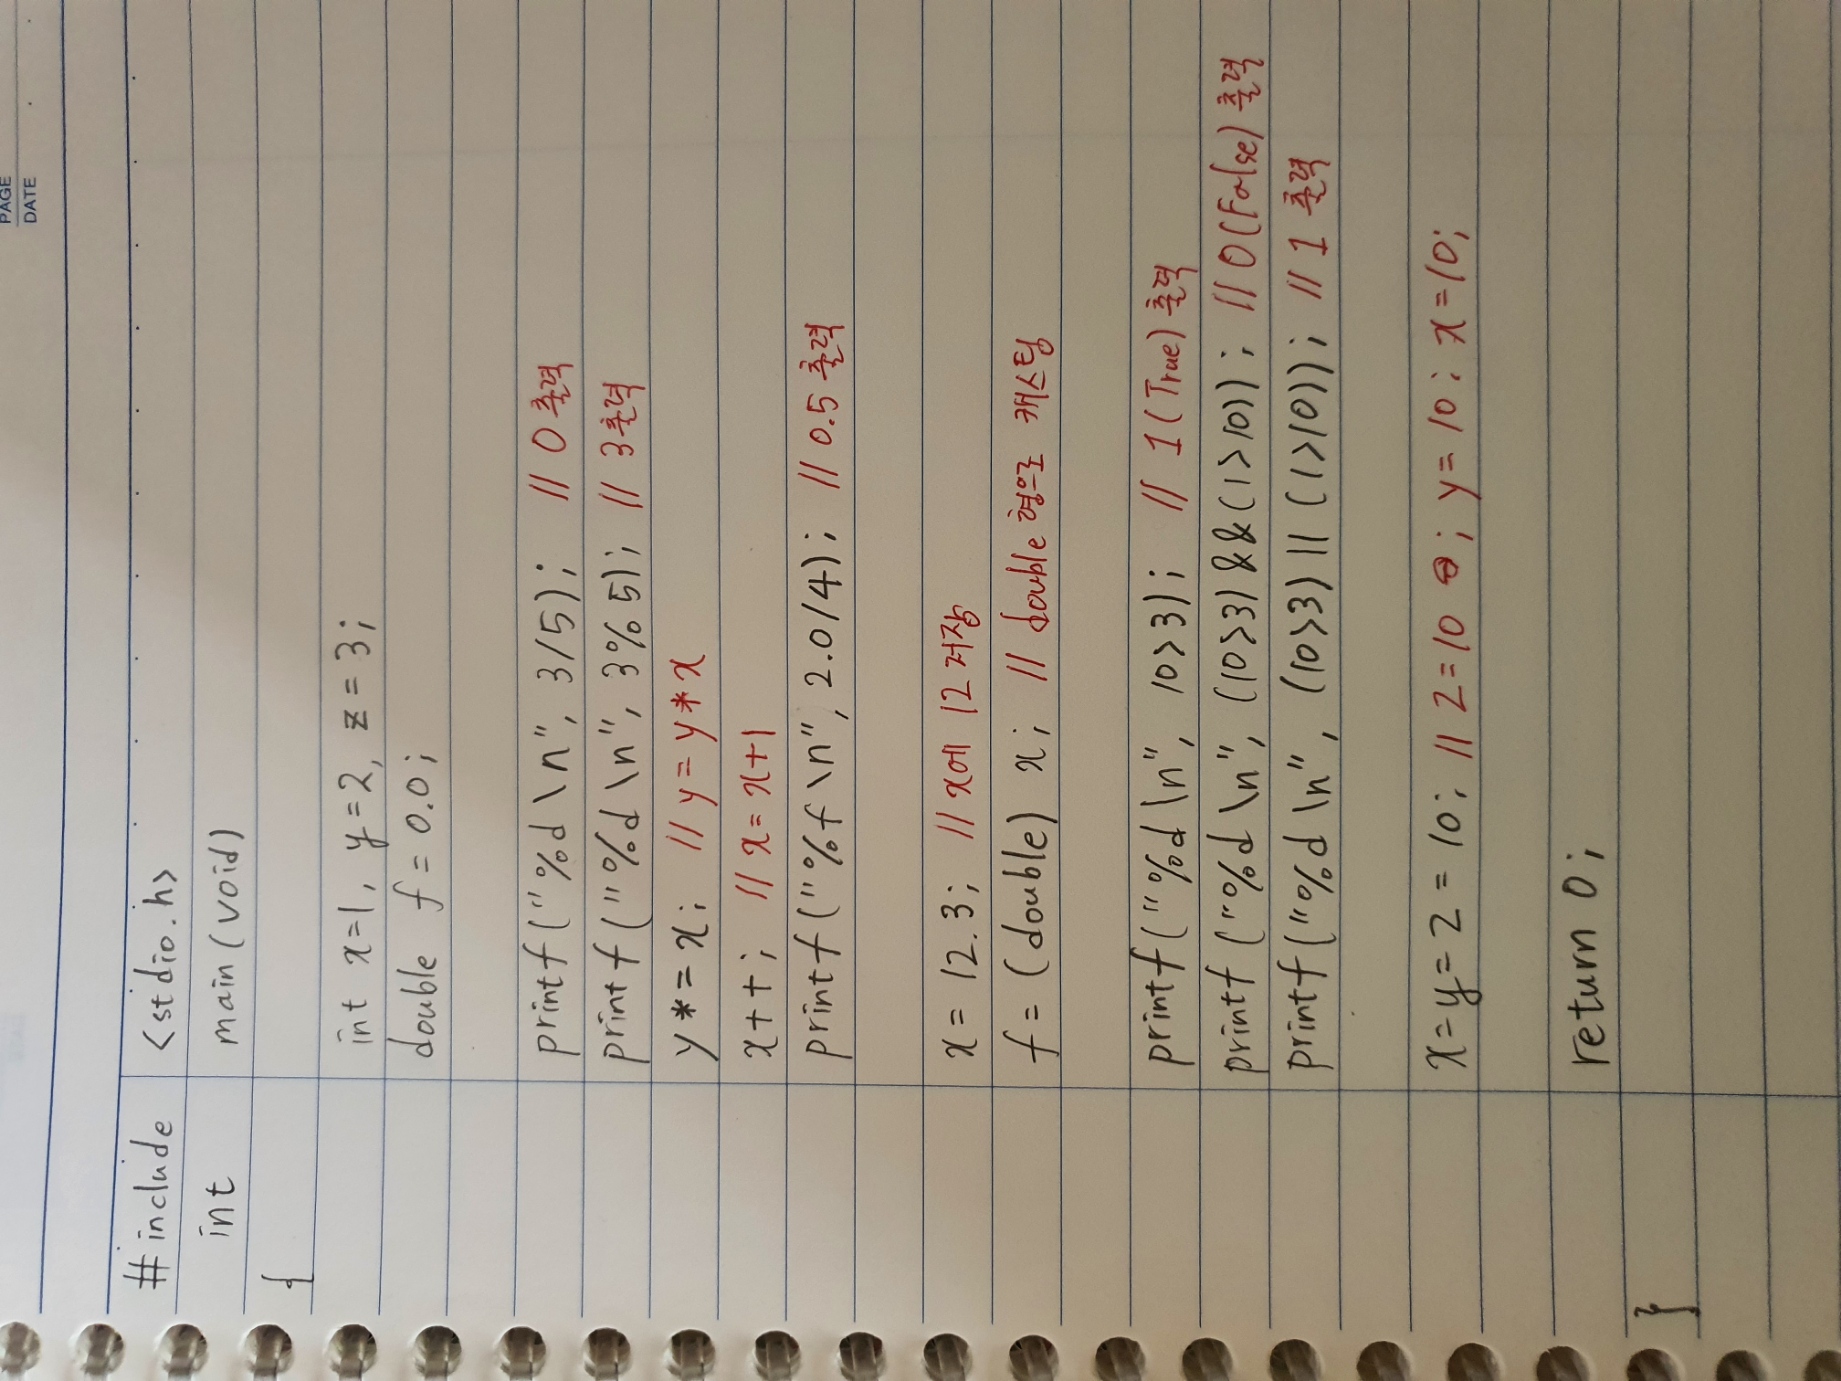 PAGE
DATE
#include <stdio.h>
int main(void)
{
int x=1, y=2, z=3;
double f = 0.0;
printf("%d \n", 3/5); // 0 출력
printf("%d \n", 3%5); // 3 출력
y *= x; // y = y * x
x++; // x = x+1
printf("%f \n", 2.0/4); // 0.5 출력
x = 12.3; // x에 12 저장
f = (double) x; // double 형으로 캐스팅
printf("%d \n", 10>3); // 1 (True) 출력
printf("%d \n", (10>3) && (1>10)); // 0 (False) 출력
printf("%d \n", (10>3) || (1>10)); // 1 출력
x = y = 2 = 10; // 2=10 ; y=10; x=10;
return 0;
}